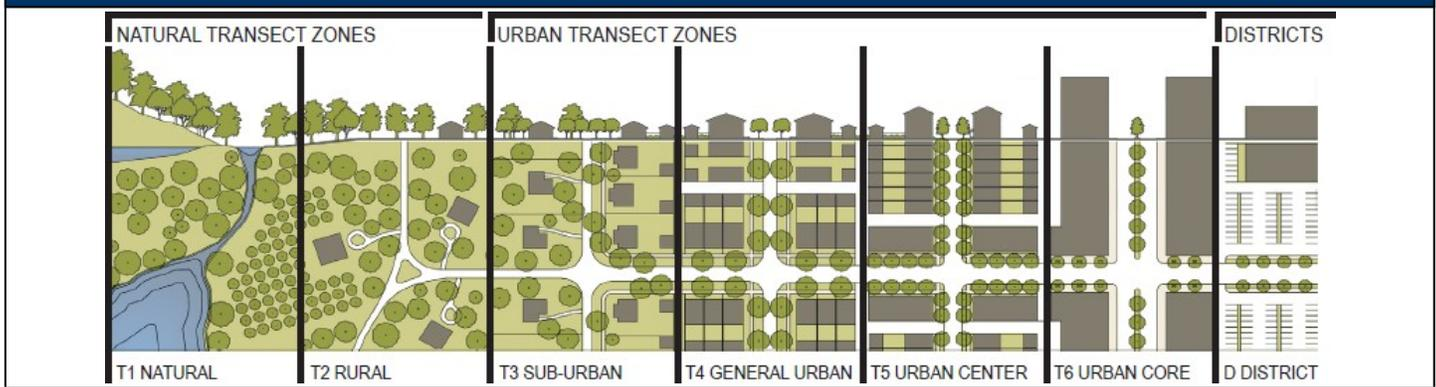 NATURAL TRANSECT ZONES
URBAN TRANSECT ZONES
DISTRICTS
T1 NATURAL
T2 RURAL
T3 SUB-URBAN
T4 GENERAL URBAN
T5 URBAN CENTER
T6 URBAN CORE
D DISTRICT